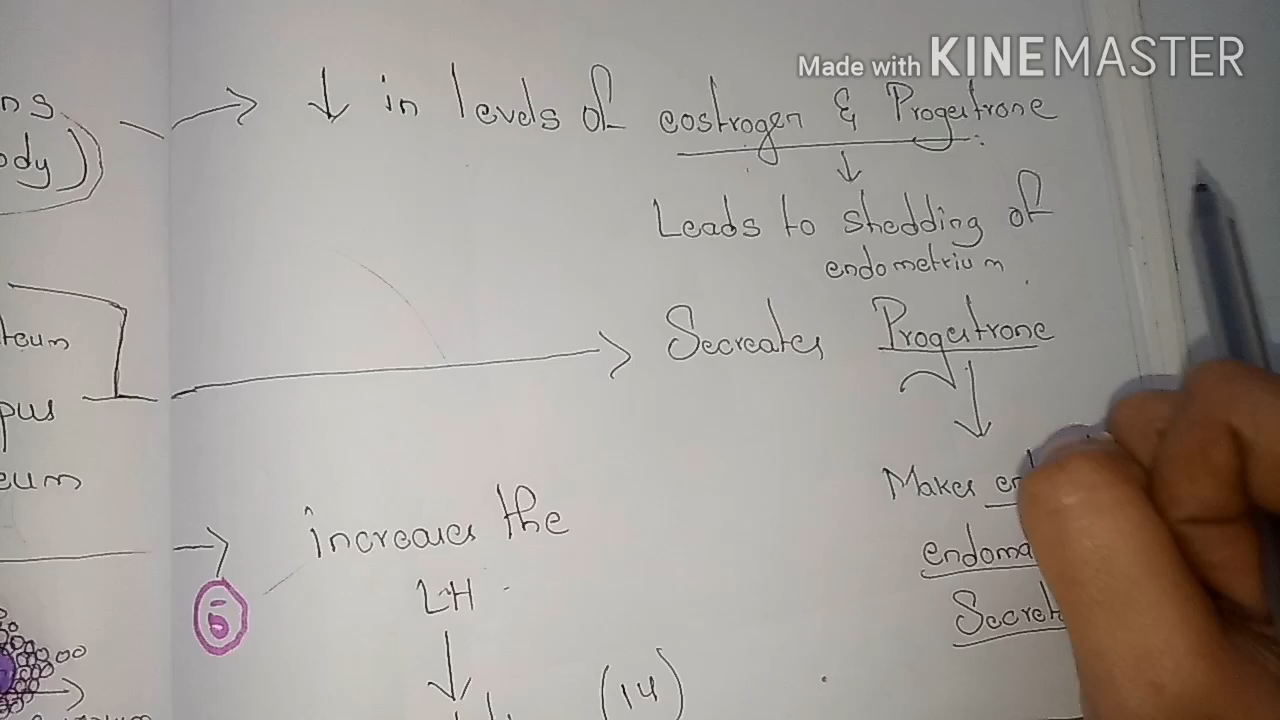 Made with KINEMASTER
ns
ody))
↓ in levels of eostrogen & Progestrone
↓
Leads to shedding of
endometrium
Secreates Progestrone
teum
pus
eum
Makes
increases the
LH
5
(14)